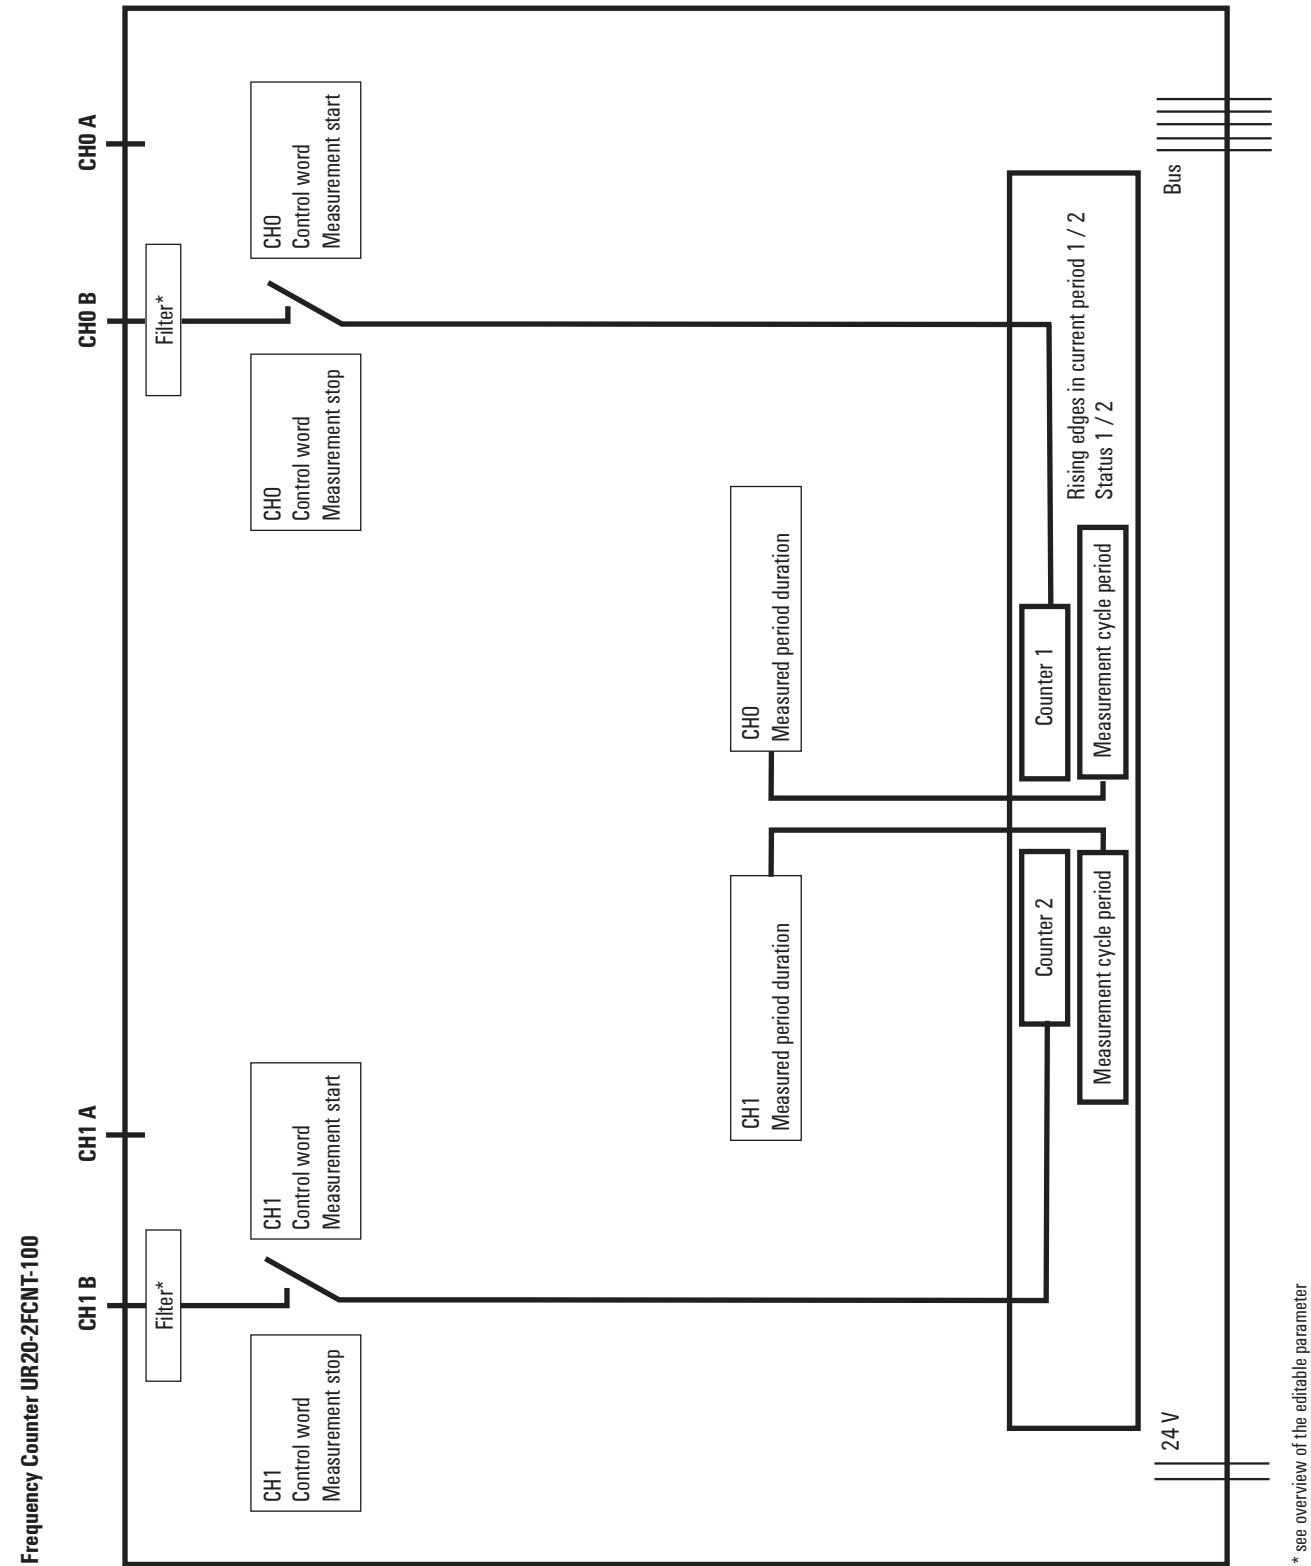 Frequency Counter UR20-2FCNT-100
CH1 B
CH1 A
CH0 B
CH0 A
Filter*
Filter*
CH1
Control word
Measurement stop
CH1
Control word
Measurement start
CH0
Control word
Measurement stop
CH0
Control word
Measurement start
CH1
Measured period duration
CH0
Measured period duration
Counter 2
Counter 1
Measurement cycle period
Measurement cycle period
Rising edges in current period 1 / 2
Status 1 / 2
24 V
Bus
* see overview of the editable parameter